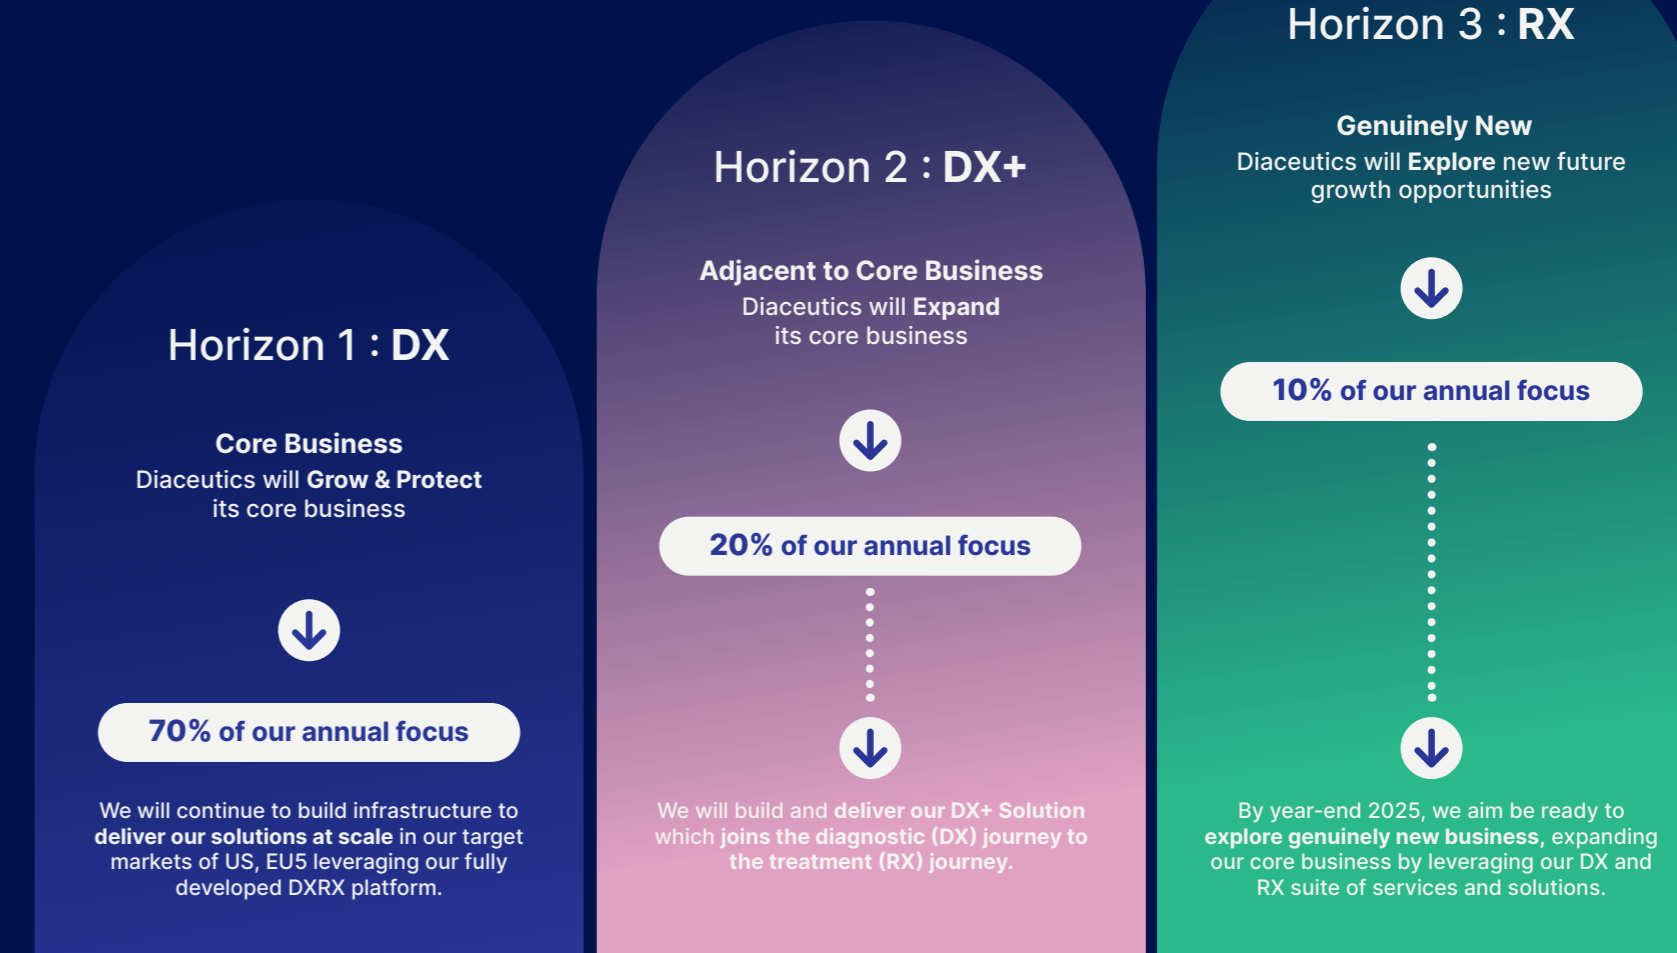 Horizon 1 : DX
Core Business
Diaceutics will Grow & Protect
its core business
70% of our annual focus
We will continue to build infrastructure to
deliver our solutions at scale in our target
markets of US, EU5 leveraging our fully
developed DXRX platform.
Horizon 2 : DX+
Adjacent to Core Business
Diaceutics will Expand
its core business
20% of our annual focus
We will build and deliver our DX+ Solution
which joins the diagnostic (DX) journey to
the treatment (RX) journey.
Horizon 3 : RX
Genuinely New
Diaceutics will Explore new future
growth opportunities
10% of our annual focus
By year-end 2025, we aim be ready to
explore genuinely new business, expanding
our core business by leveraging our DX and
RX suite of services and solutions.